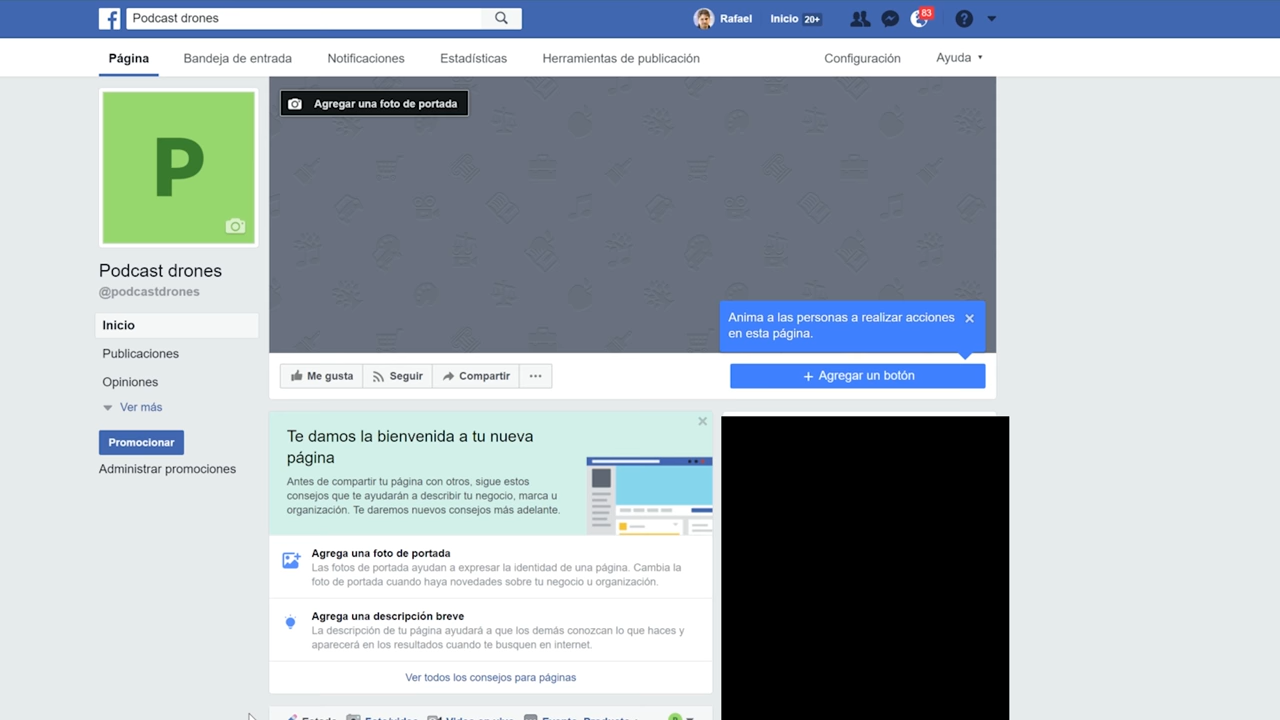 f
Podcast drones
Rafael
Inicio 20+
83
?
Página
Bandeja de entrada
Notificaciones
Estadísticas
Herramientas de publicación
Configuración
Ayuda
Agregar una foto de portada
P
Podcast drones
@podcastdrones
Inicio
Publicaciones
Opiniones
Ver más
Promocionar
Administrar promociones
Anima a las personas a realizar acciones
en esta página.
Me gusta
Seguir
Compartir
+ Agregar un botón
Te damos la bienvenida a tu nueva
página
Antes de compartir tu página con otros, sigue estos
consejos que te ayudarán a describir tu negocio, marca u
organización. Te daremos nuevos consejos más adelante.
Agrega una foto de portada
Las fotos de portada ayudan a expresar la identidad de una página. Cambia la
foto de portada cuando haya novedades sobre tu negocio u organización.
Agrega una descripción breve
La descripción de tu página ayudará a que los demás conozcan lo que haces y
aparecerá en los resultados cuando te busquen en internet.
Ver todos los consejos para páginas